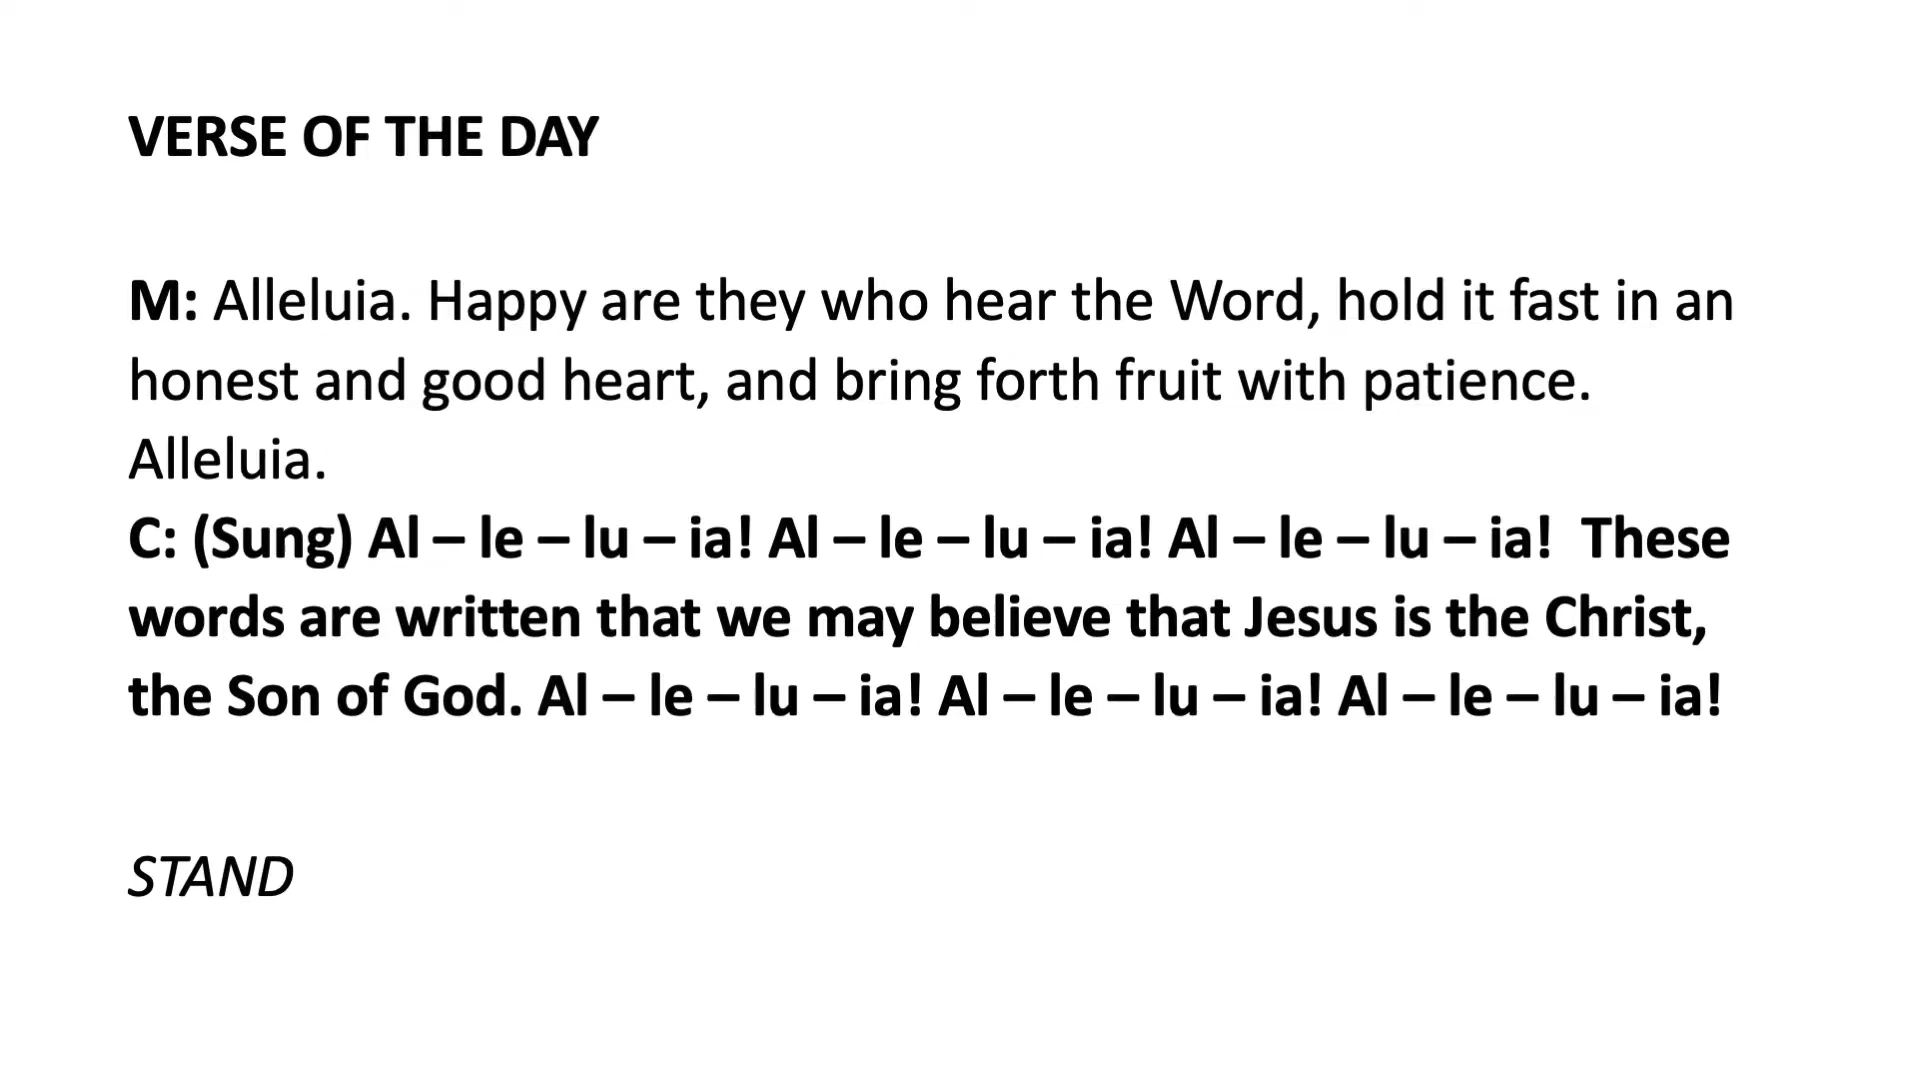 VERSE OF THE DAY
M: Alleluia. Happy are they who hear the Word, hold it fast in an
honest and good heart, and bring forth fruit with patience.
Alleluia.
C: (Sung) Al – le – lu – ia! Al – le – lu – ia! Al – le – lu – ia!  These
words are written that we may believe that Jesus is the Christ,
the Son of God. Al – le – lu – ia! Al – le – lu – ia! Al – le – lu – ia!
STAND